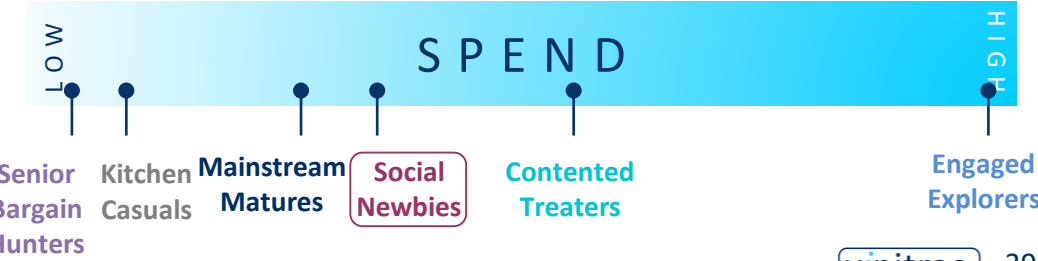 LOW
SPEND
HIGH
Senior
Bargain
Hunters
Kitchen
Casuals
Mainstream
Matures
Social
Newbies
Contented
Treaters
Engaged
Explorers